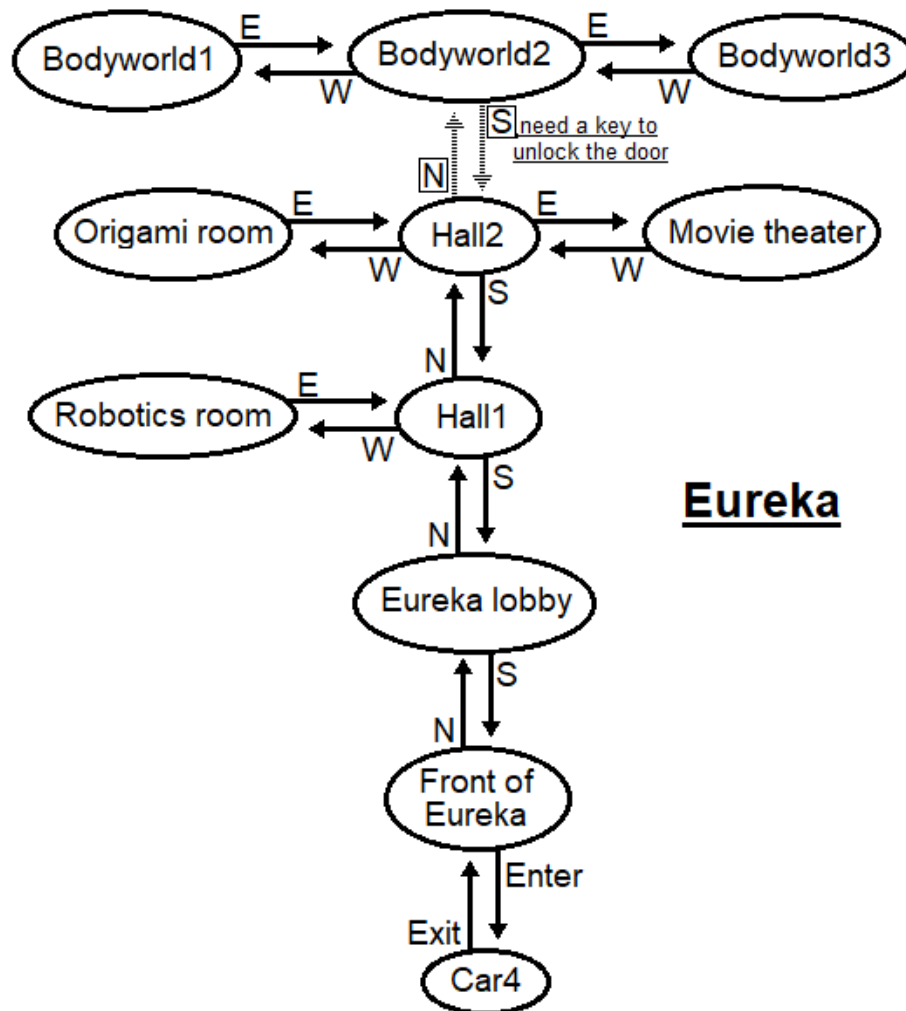 E
E
Bodyworld1
Bodyworld2
Bodyworld3
W
W
S need a key to
unlock the door
N
E
E
Origami room
Hall2
Movie theater
W
W
S
N
E
Robotics room
Hall1
W
S
Eureka
N
Eureka lobby
S
N
Front of
Eureka
Enter
Exit
Car4